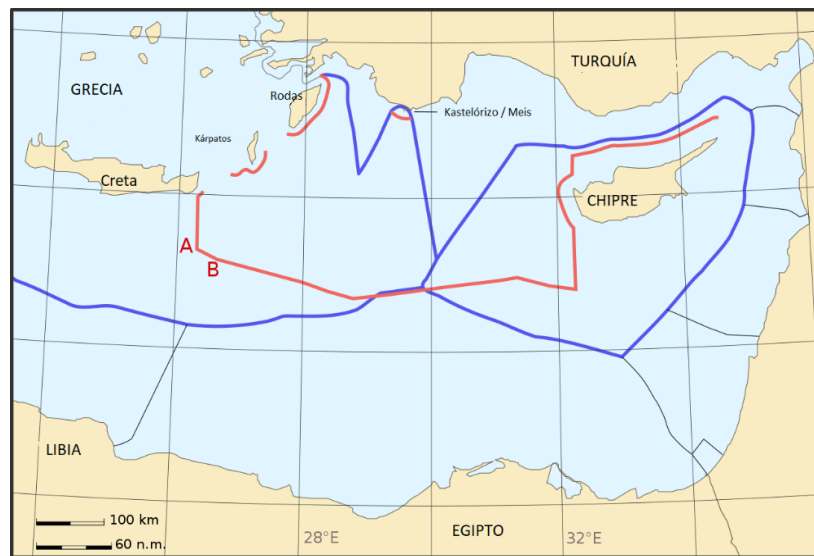 TURQUÍA
GRECIA
Rodas
Kastelórizo / Meis
Kárpatos
Creta
CHIPRE
A
B
LIBIA
100 km
60 n.m.
28°E
EGIPTO
32°E